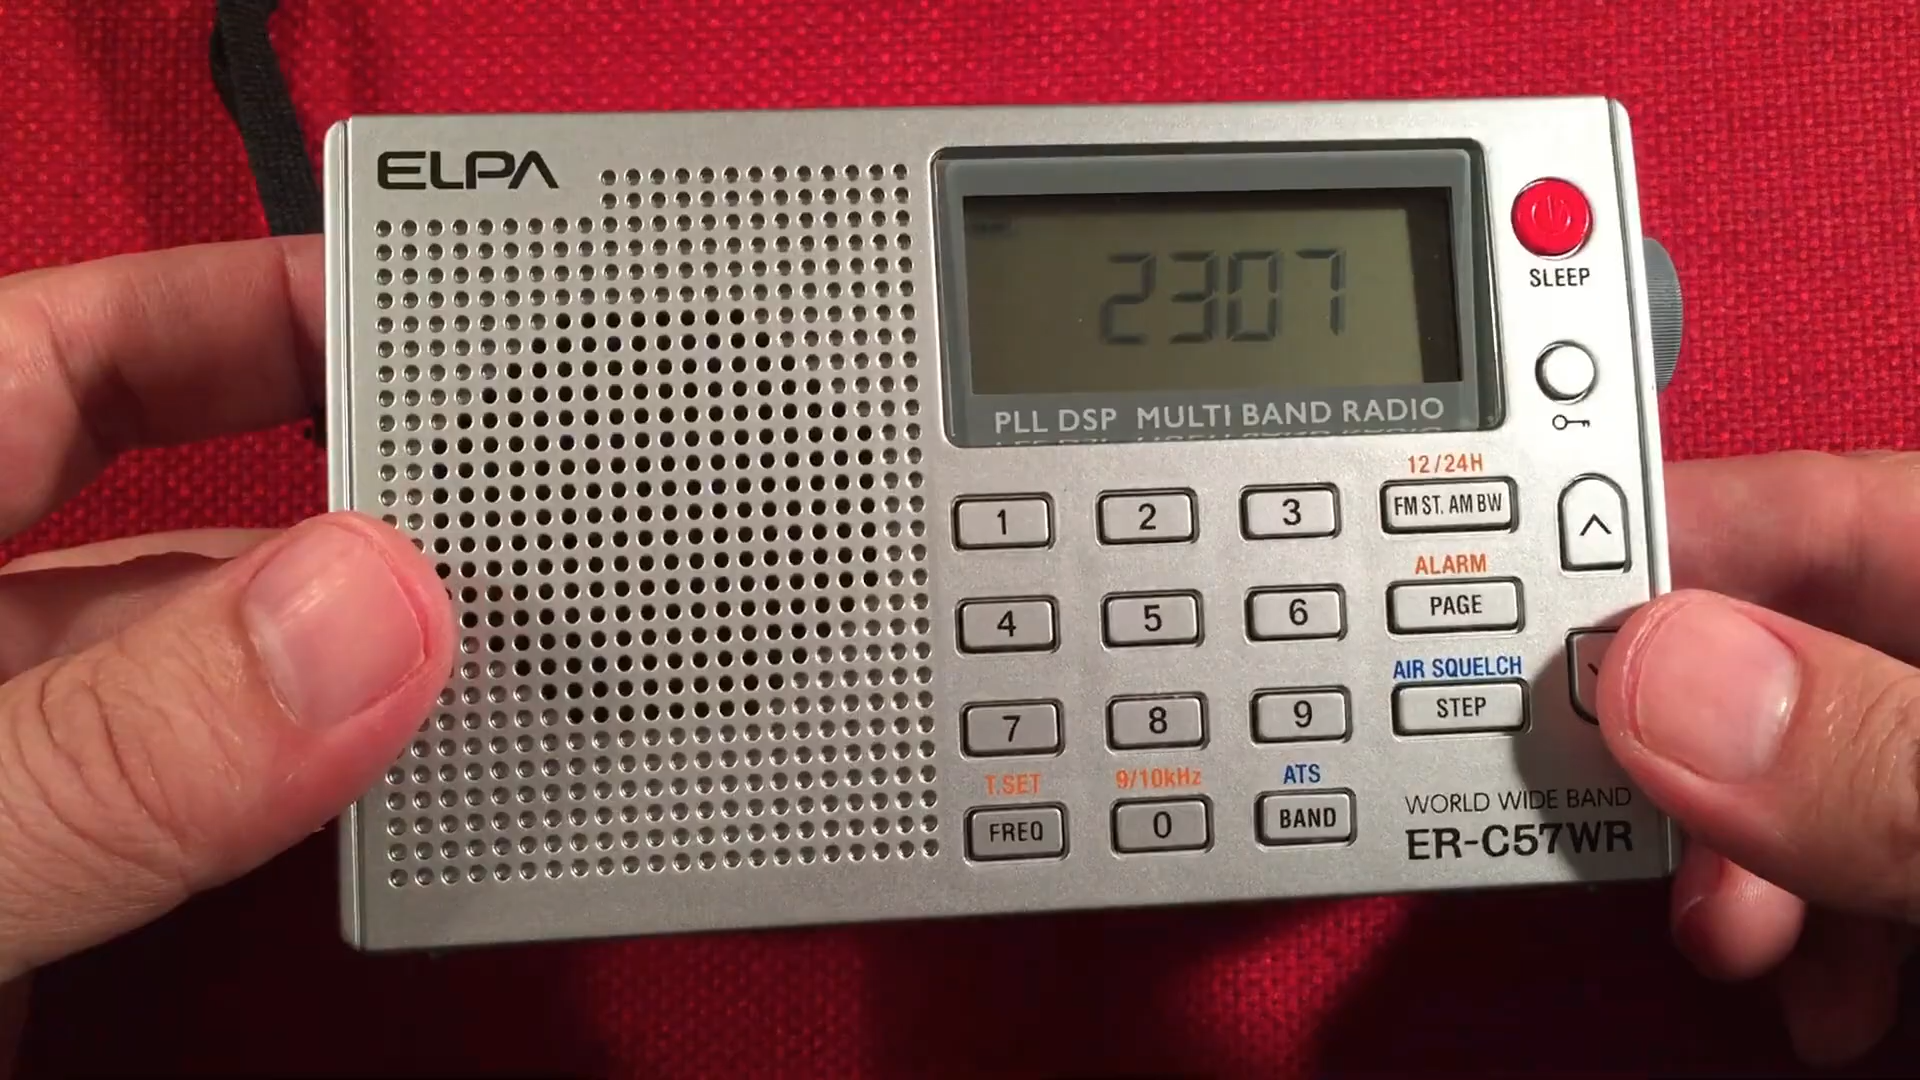 ELPA
2307
PLL DSP MULTI BAND RADIO
SLEEP
12/24H
1 2 3 FM ST. AM BW
ALARM
4 5 6 PAGE
AIR SQUELCH
7 8 9 STEP
T.SET 9/10kHz ATS
FREQ 0 BAND
WORLD WIDE BAND
ER-C57WR